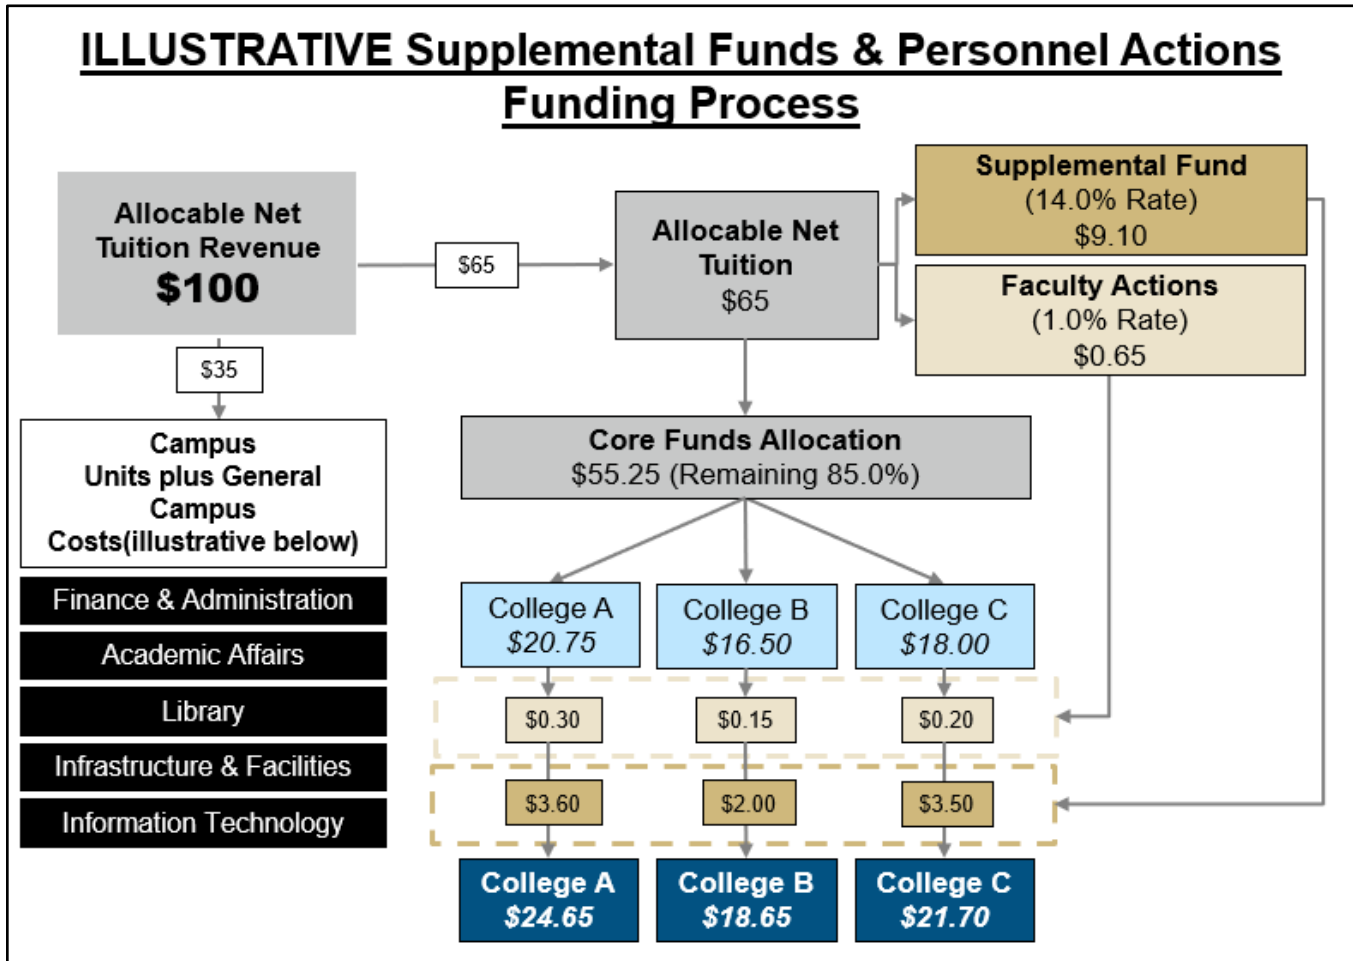 ILLUSTRATIVE Supplemental Funds & Personnel Actions
Funding Process
Allocable Net
Tuition Revenue
$100
$65
Allocable Net
Tuition
$65
Supplemental Fund
(14.0% Rate)
$9.10
Faculty Actions
(1.0% Rate)
$0.65
$35
Campus
Units plus General
Campus
Costs(illustrative below)
Finance & Administration
Academic Affairs
Library
Infrastructure & Facilities
Information Technology
Core Funds Allocation
$55.25 (Remaining 85.0%)
College A
$20.75
College B
$16.50
College C
$18.00
$0.30
$0.15
$0.20
$3.60
$2.00
$3.50
College A
$24.65
College B
$18.65
College C
$21.70